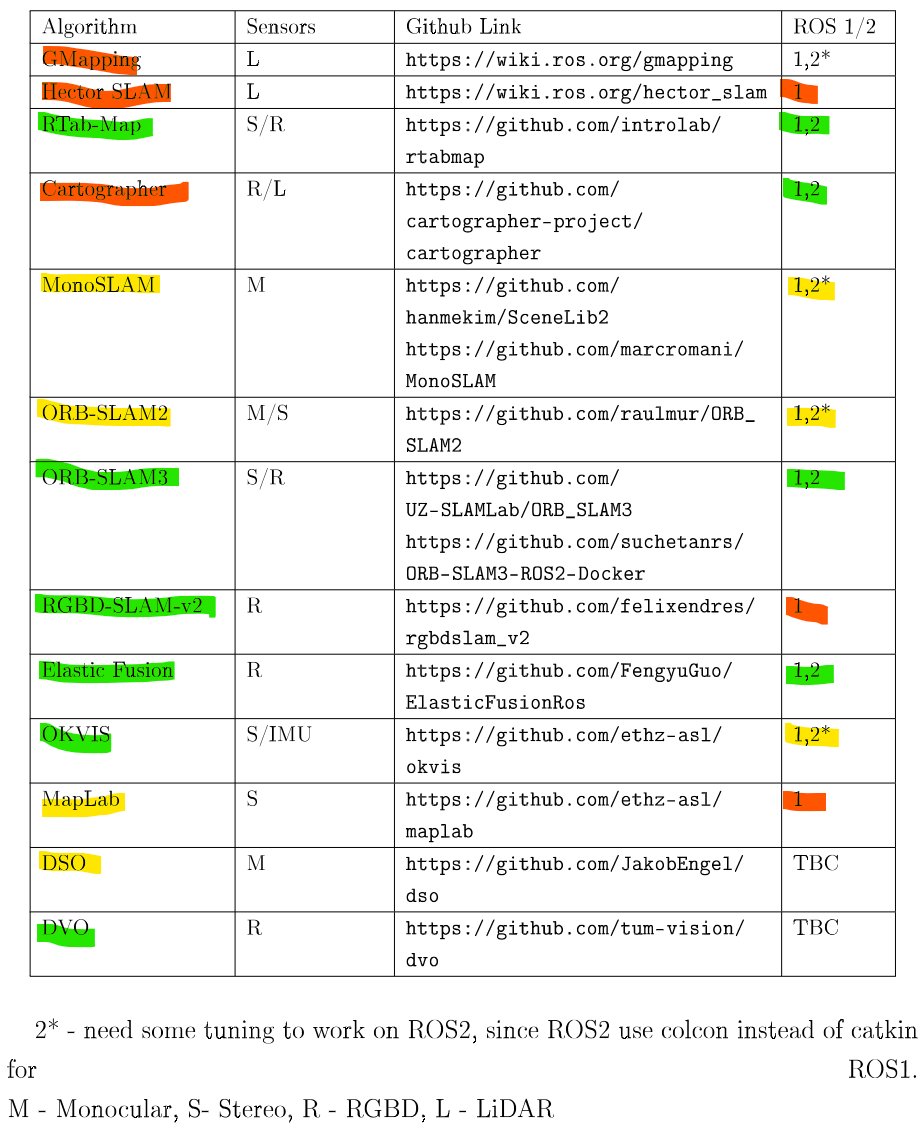 Algorithm Sensors Github Link ROS 1/2
GMapping L https://wiki.ros.org/gmapping 1,2*
Hector SLAM L https://wiki.ros.org/hector_slam 1
RTab-Map S/R https://github.com/introlab/ 1,2
rtabmap
Cartographer R/L https://github.com/ 1,2
cartographer-project/
cartographer
MonoSLAM M https://github.com/ 1,2*
hanmekim/SceneLib2
https://github.com/marcromani/
MonoSLAM
ORB-SLAM2 M/S https://github.com/raulmur/ORB_ 1,2*
SLAM2
ORB-SLAM3 S/R https://github.com/ 1,2
UZ-SLAMLab/ORB_SLAM3
https://github.com/suchetanrs/
ORB-SLAM3-ROS2-Docker
RGBD-SLAM-v2 R https://github.com/felixendres/ 1
rgbdslam_v2
Elastic Fusion R https://github.com/FengyuGuo/ 1,2
ElasticFusionRos
OKVIS S/IMU https://github.com/ethz-asl/ 1,2*
okvis
MapLab S https://github.com/ethz-asl/ 1
maplab
DSO M https://github.com/JakobEngel/ TBC
dso
DVO R https://github.com/tum-vision/ TBC
dvo
2* - need some tuning to work on ROS2, since ROS2 use colcon instead of catkin
for ROS1.
M - Monocular, S- Stereo, R - RGBD, L - LiDAR